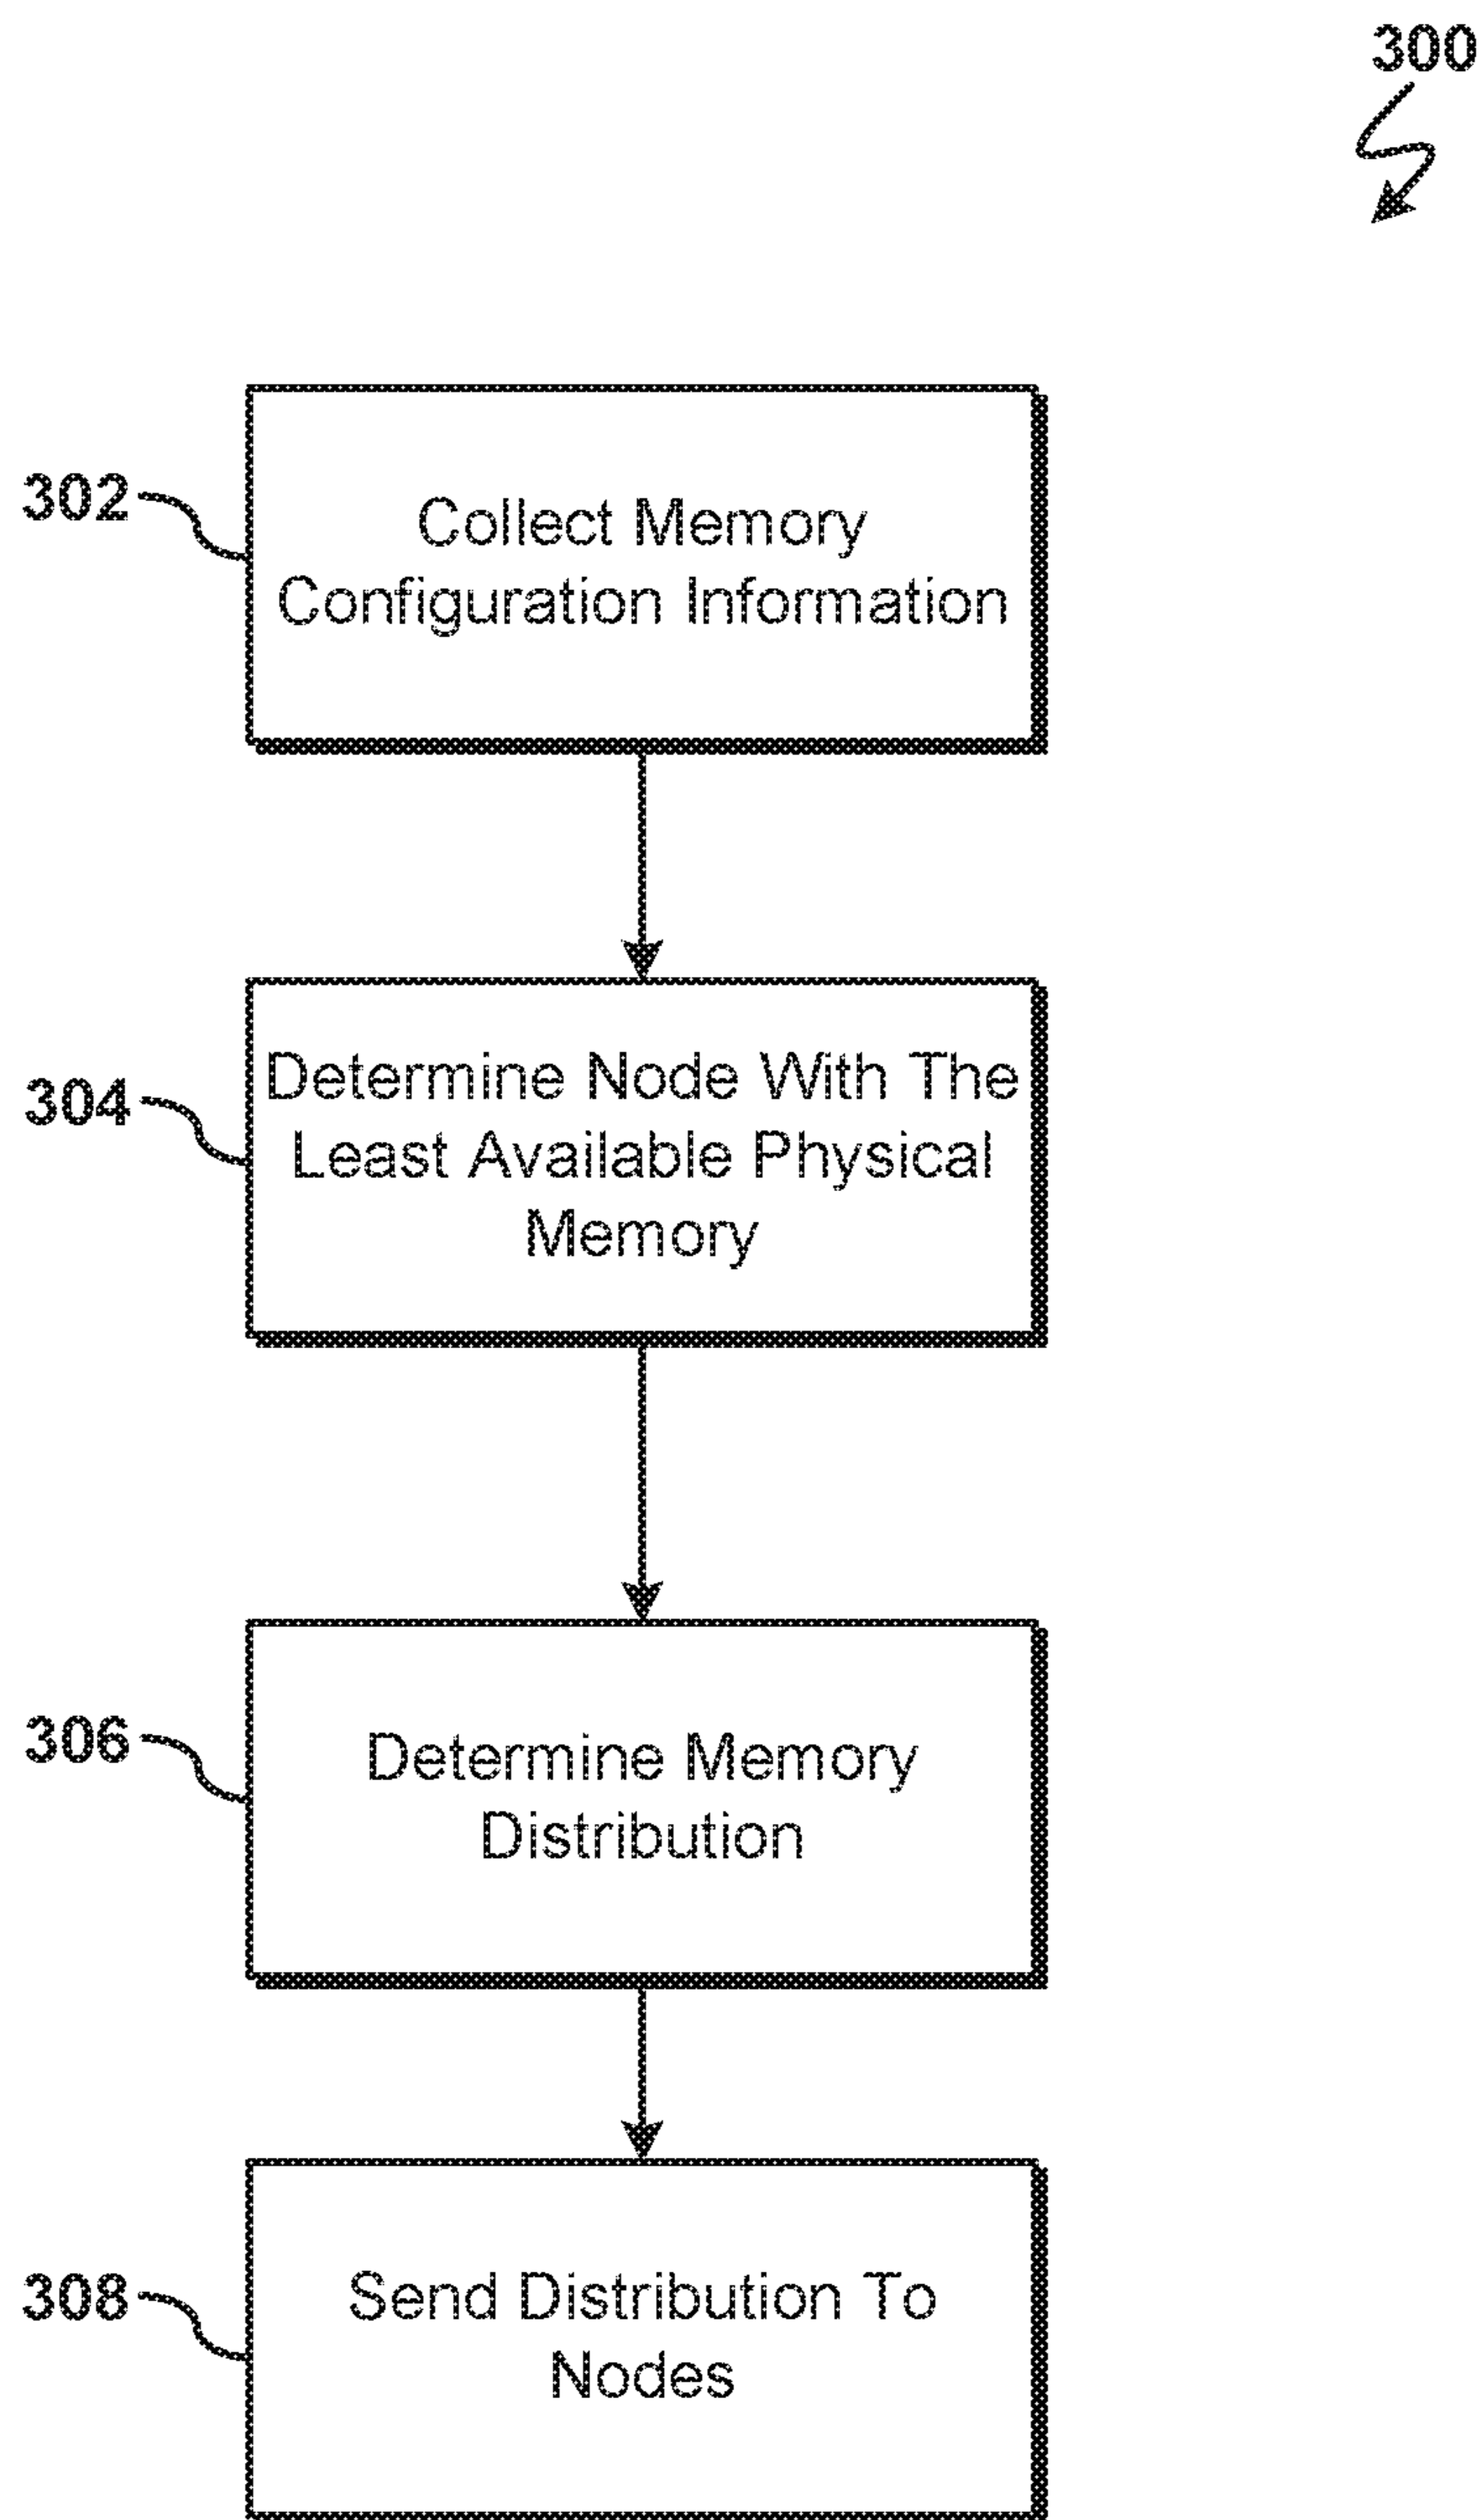 300
302
Collect Memory
Configuration Information
304
Determine Node With The
Least Available Physical
Memory
306
Determine Memory
Distribution
308
Send Distribution To
Nodes